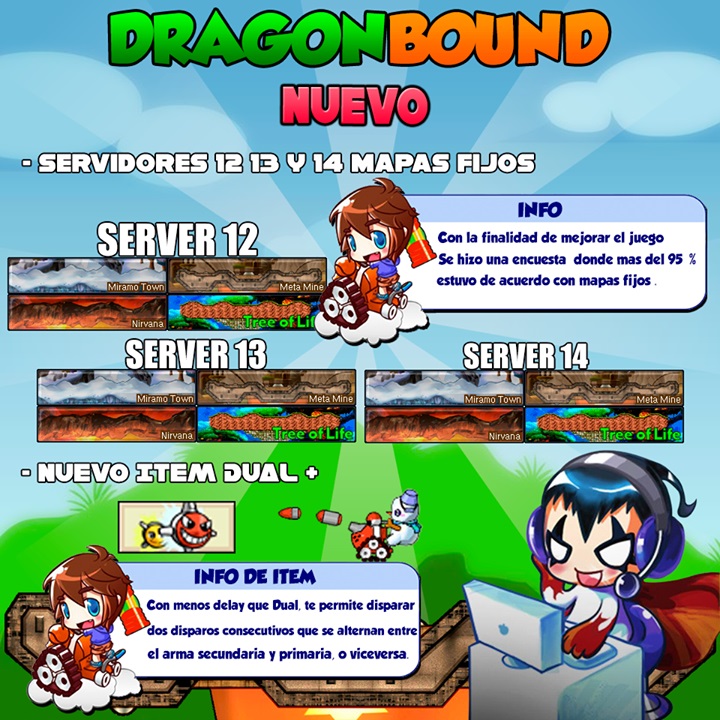 DRAGONBOUND
NUEVO
- SERVIDORES 12 13 Y 14 MAPAS FIJOS
INFO
Con la finalidad de mejorar el juego
Se hizo una encuesta donde mas del 95 %
estuvo de acuerdo con mapas fijos .
SERVER 12
Miramo Town
Meta Mine
Nirvana
Tree of Lif
SERVER 13
Miramo Town
Meta Mine
Nirvana
Tree of Life
SERVER 14
Miramo Town
Meta Mine
Nirvana
Tree of Life
- NUEVO ITEM DUAL +
INFO DE ITEM
Con menos delay que Dual, te permite disparar
dos disparos consecutivos que se alternan entre
el arma secundaria y primaria, o viceversa.